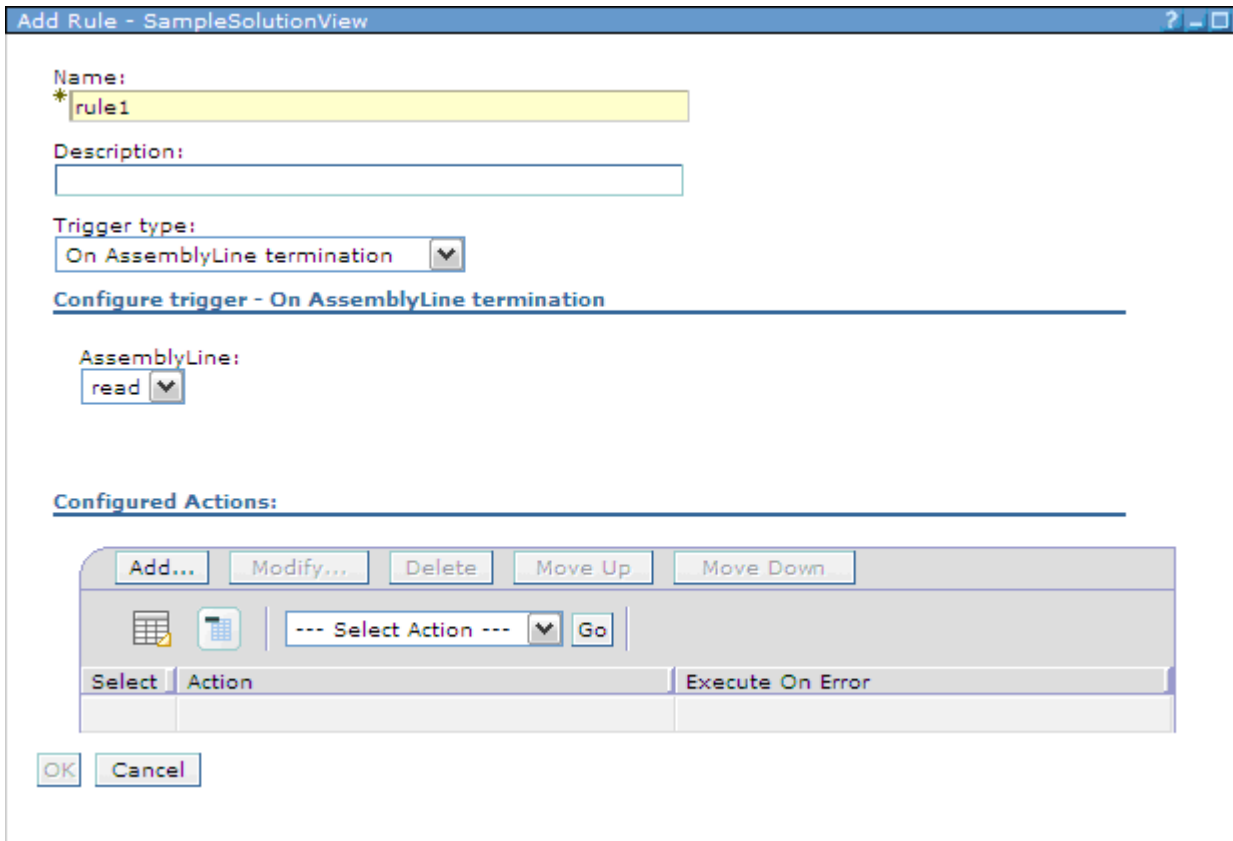 Add Rule - SampleSolutionView ?
Name:
* rule1
Description:
Trigger type:
On AssemblyLine termination
Configure trigger - On AssemblyLine termination
AssemblyLine:
read
Configured Actions:
Add... Modify... Delete Move Up Move Down
--- Select Action --- Go
Select Action Execute On Error
OK Cancel